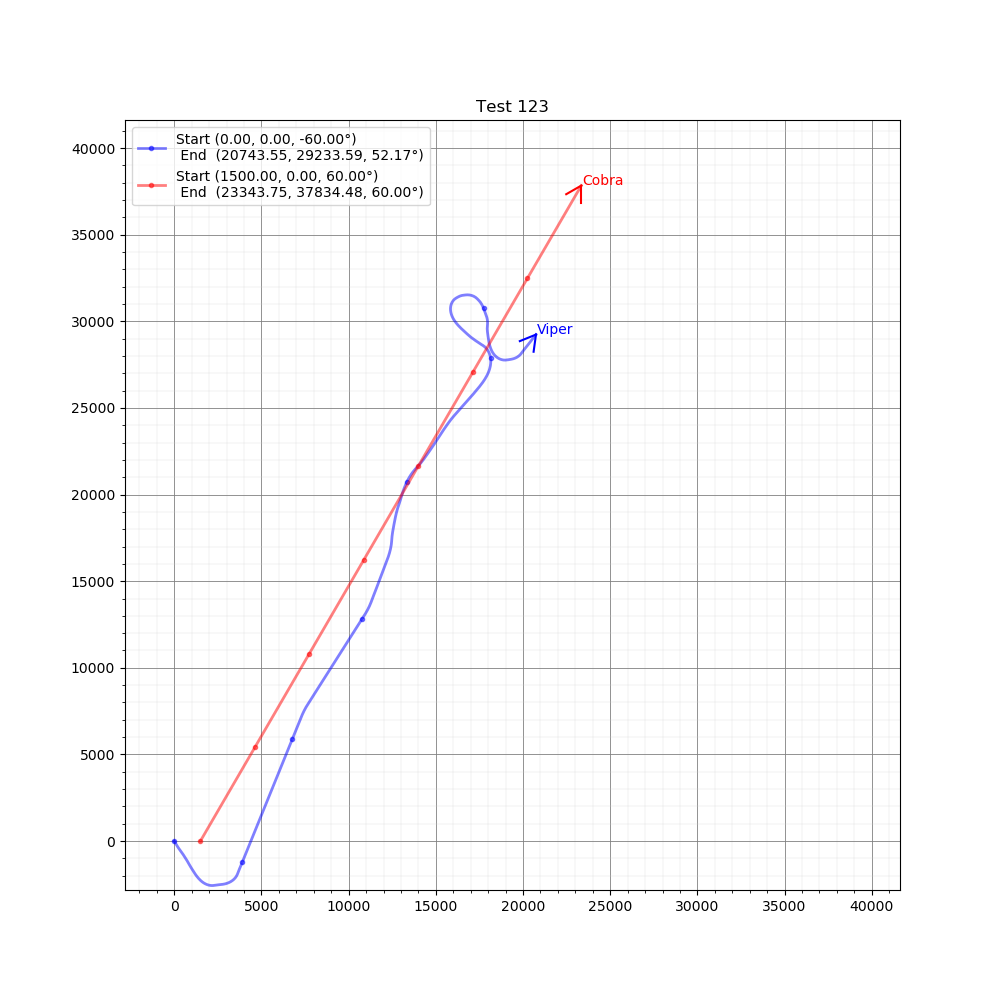 Test 123
Start (0.00, 0.00, -60.00°)
End (20743.55, 29233.59, 52.17°)
Start (1500.00, 0.00, 60.00°)
End (23343.75, 37834.48, 60.00°)
Cobra
Viper
40000
35000
30000
25000
20000
15000
10000
5000
0
0 5000 10000 15000 20000 25000 30000 35000 40000